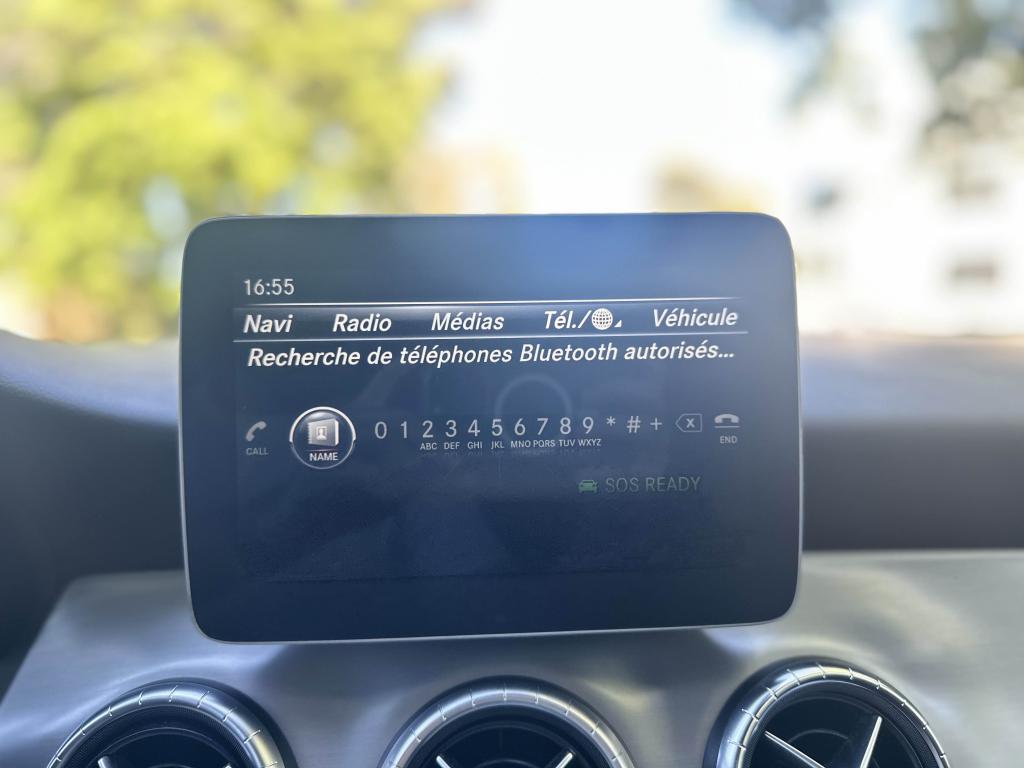 16:55
Navi Radio Médias Tél./ Véhicule
Recherche de téléphones Bluetooth autorisés...
CALL NAME 0 1 2 3 4 5 6 7 8 9 * # + END
ABC DEF GHI JKL MNO PQRS TUV WXYZ
SOS READY